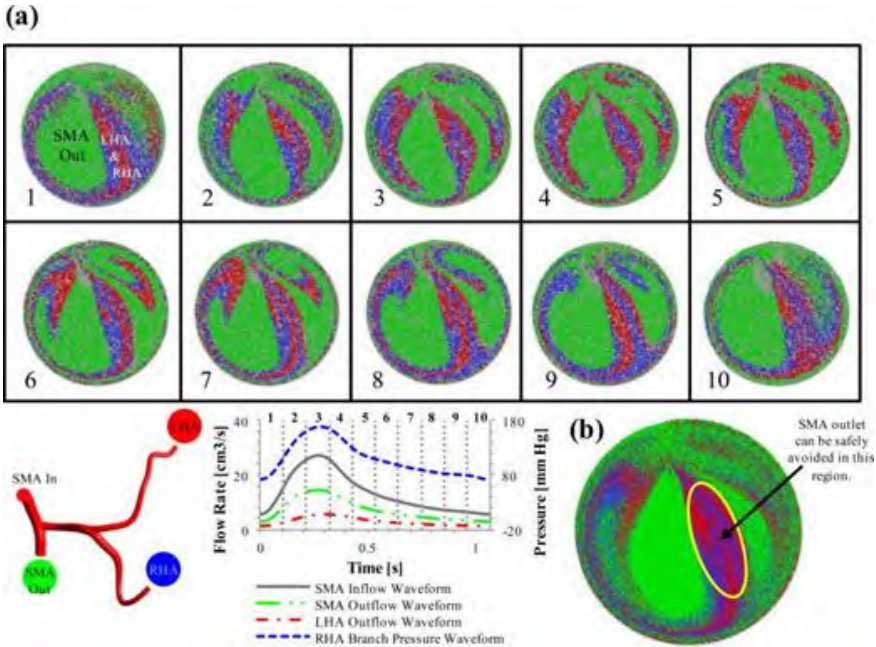 (a)
SMA
Out
LHA
&
RHA
1
2
3
4
5
6
7
8
9
10
SMA In
LHA
SMA
Out
RHA
40
20
0
Flow Rate [cm3/s]
1 2 3 4 5 6 7 8 9 10
180
80
-20
Pressure [mm Hg]
0 0.5 1
Time [s]
SMA Inflow Waveform
SMA Outflow Waveform
LHA Outflow Waveform
RHA Branch Pressure Waveform
(b)
SMA outlet
can be safely
avoided in this
region.